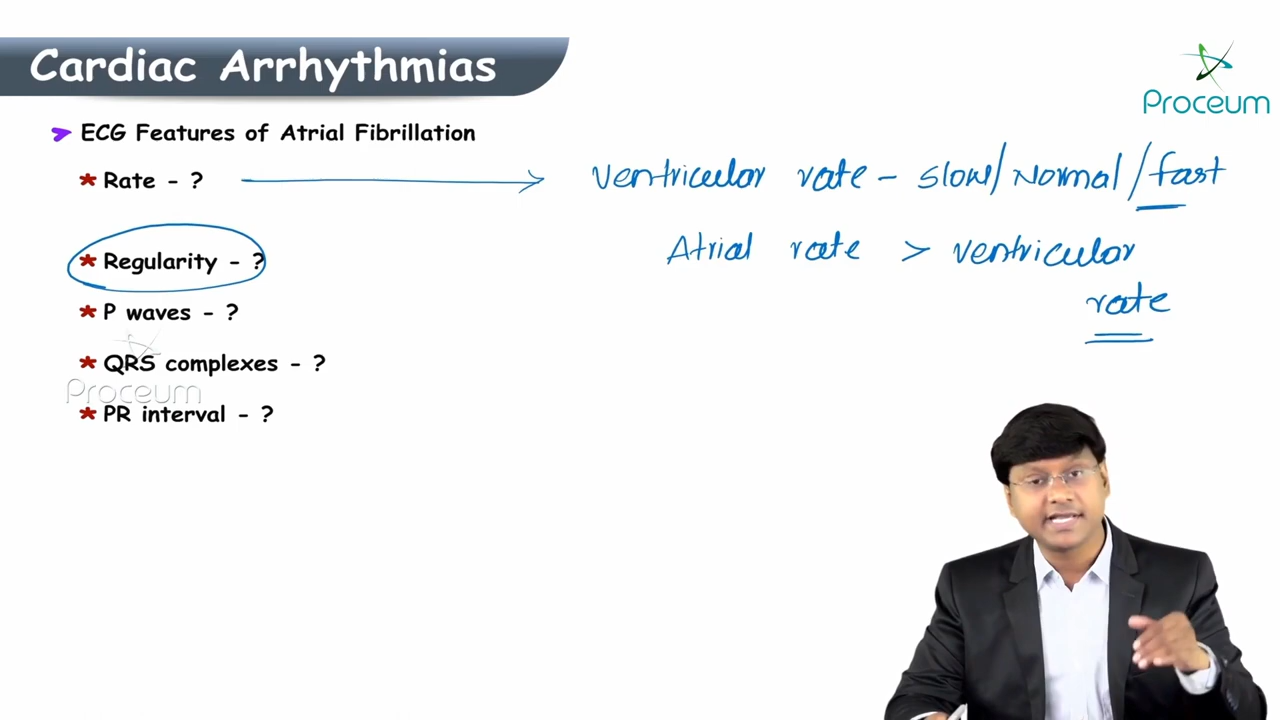 Cardiac Arrhythmias
Proceum
ECG Features of Atrial Fibrillation
* Rate - ?
ventricular rate - slow/Normal/fast
Atrial rate > ventricular
rate
* Regularity - ?
* P waves - ?
* QRS complexes - ?
Proceum
* PR interval - ?